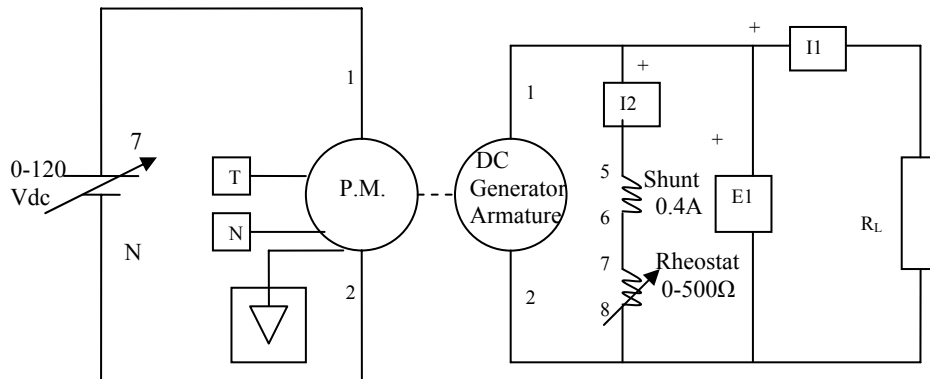 0-120
Vdc
7
N
1
2
T
N
P.M.
DC
Generator
Armature
1
2
+
I2
5
6
Shunt
0.4A
7
8
Rheostat
0-500Ω
+
+
E1
I1
RL